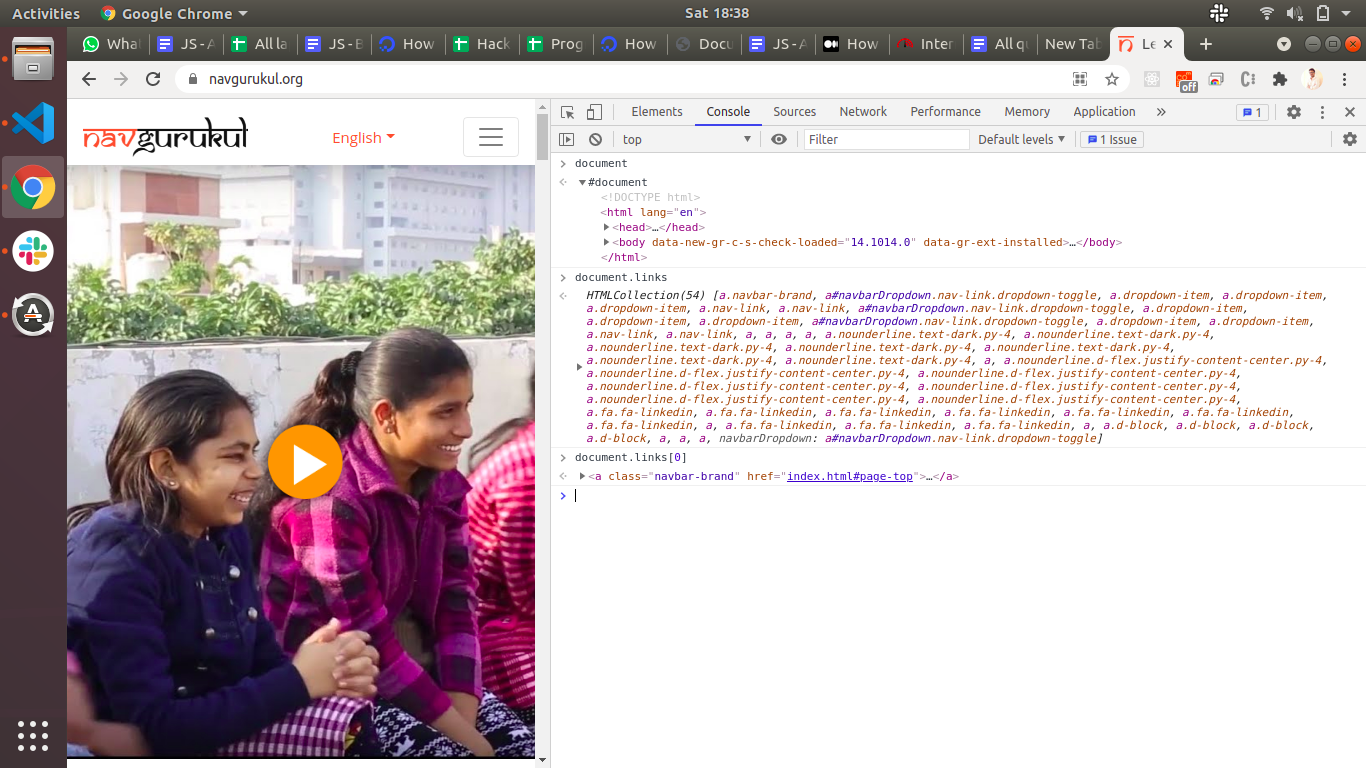 Activities
Google Chrome
Sat 18:38
What
JS - A
All la
JS - E
How
Hack
Prog
How
Docu
JS - A
How
Inter
All qu
New Tab
Le
navgurukul.org
off
navgurukul
English
Elements
Console
Sources
Network
Performance
Memory
Application
1
top
Filter
Default levels
1 Issue
document
#document
<!DOCTYPE html>
<html lang="en">
<head>…</head>
<body data-new-gr-c-s-check-loaded="14.1014.0" data-gr-ext-installed>…</body>
</html>
document.links
HTMLCollection(54) [a.navbar-brand, a#navbarDropdown.nav-link.dropdown-toggle, a.dropdown-item, a.dropdown-item,
a.dropdown-item, a.nav-link, a.nav-link, a#navbarDropdown.nav-link.dropdown-toggle, a.dropdown-item,
a.dropdown-item, a.dropdown-item, a#navbarDropdown.nav-link.dropdown-toggle, a.dropdown-item, a.dropdown-item,
a.nav-link, a.nav-link, a, a, a, a, a.nounderline.text-dark.py-4, a.nounderline.text-dark.py-4,
a.nounderline.text-dark.py-4, a.nounderline.text-dark.py-4, a.nounderline.text-dark.py-4,
a.nounderline.text-dark.py-4, a.nounderline.text-dark.py-4, a, a.nounderline.d-flex.justify-content-center.py-4,
a.nounderline.d-flex.justify-content-center.py-4, a.nounderline.d-flex.justify-content-center.py-4,
a.nounderline.d-flex.justify-content-center.py-4, a.nounderline.d-flex.justify-content-center.py-4,
a.nounderline.d-flex.justify-content-center.py-4, a.nounderline.d-flex.justify-content-center.py-4,
a.fa.fa-linkedin, a.fa.fa-linkedin, a.fa.fa-linkedin, a.fa.fa-linkedin, a.fa.fa-linkedin, a.fa.fa-linkedin,
a.fa.fa-linkedin, a, a.fa.fa-linkedin, a.fa.fa-linkedin, a.fa.fa-linkedin, a, a.d-block, a.d-block, a.d-block,
a.d-block, a, a, a, navbarDropdown: a#navbarDropdown.nav-link.dropdown-toggle]
document.links[0]
<a class="navbar-brand" href="index.html#page-top">…</a>